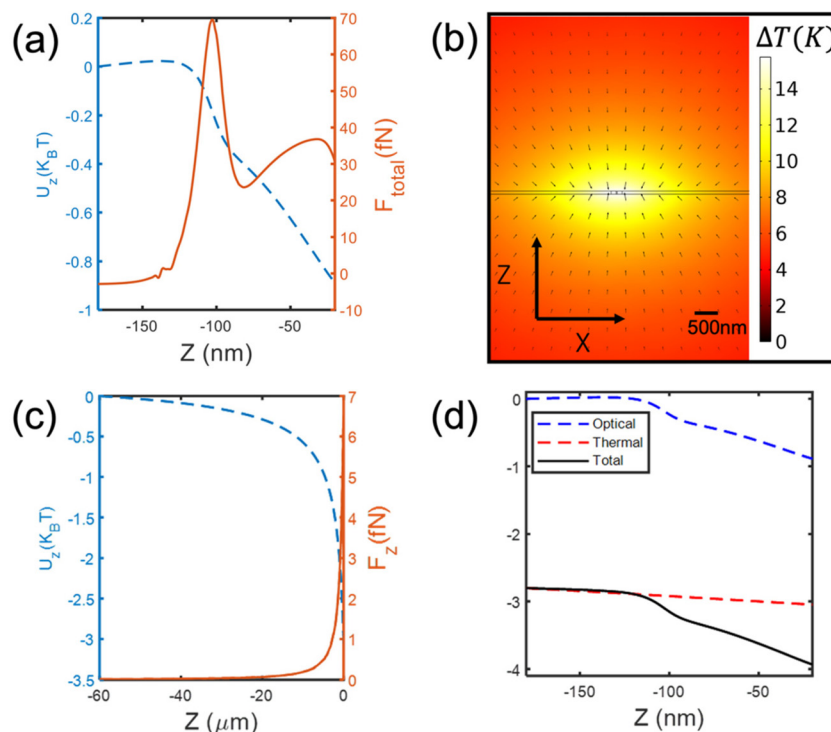 (a)
0.2
0
-0.2
-0.4
-0.6
-0.8
-1
U_z(K_BT)
70
60
50
40
30
20
10
0
-10
F_total(fN)
-150 -100 -50
Z (nm)
(b)
ΔT(K)
14
12
10
8
6
4
2
0
Z
X
500nm
(c)
0
-0.5
-1
-1.5
-2
-2.5
-3
-3.5
U_z(K_BT)
7
6
5
4
3
2
1
0
F_z(fN)
-60 -40 -20 0
Z (μm)
(d)
0
-1
-2
-3
-4
Optical
Thermal
Total
-150 -100 -50
Z (nm)